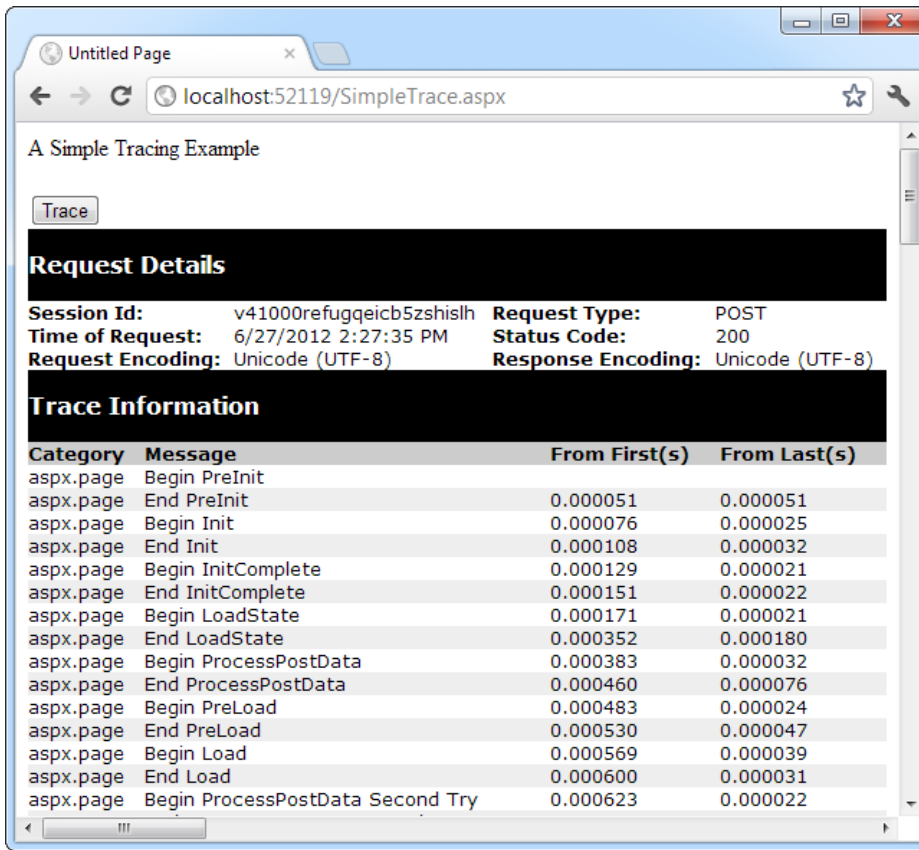 Untitled Page
localhost:52119/SimpleTrace.aspx
A Simple Tracing Example
Trace
Request Details
Session Id: v41000refugqeicb5zshislh Request Type: POST
Time of Request: 6/27/2012 2:27:35 PM Status Code: 200
Request Encoding: Unicode (UTF-8) Response Encoding: Unicode (UTF-8)
Trace Information
Category Message From First(s) From Last(s)
aspx.page Begin PreInit
aspx.page End PreInit 0.000051 0.000051
aspx.page Begin Init 0.000076 0.000025
aspx.page End Init 0.000108 0.000032
aspx.page Begin InitComplete 0.000129 0.000021
aspx.page End InitComplete 0.000151 0.000022
aspx.page Begin LoadState 0.000171 0.000021
aspx.page End LoadState 0.000352 0.000180
aspx.page Begin ProcessPostData 0.000383 0.000032
aspx.page End ProcessPostData 0.000460 0.000076
aspx.page Begin PreLoad 0.000483 0.000024
aspx.page End PreLoad 0.000530 0.000047
aspx.page Begin Load 0.000569 0.000039
aspx.page End Load 0.000600 0.000031
aspx.page Begin ProcessPostData Second Try 0.000623 0.000022